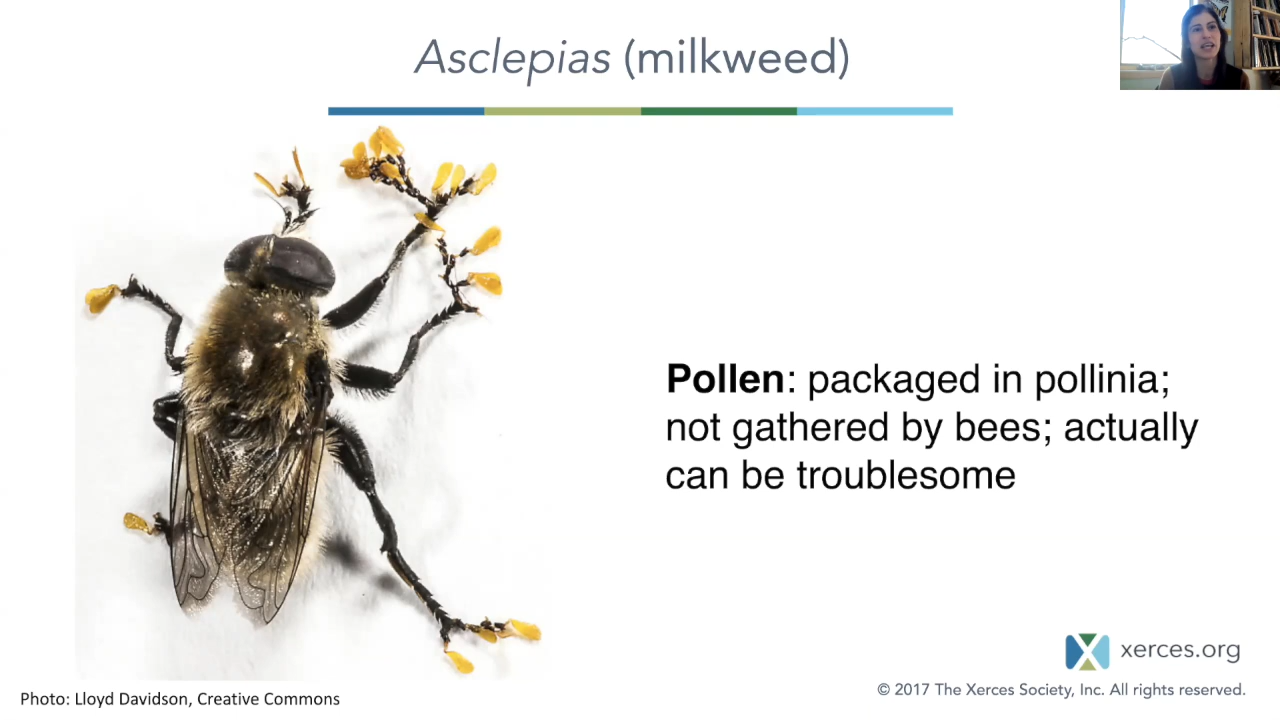 Asclepias (milkweed)
Pollen: packaged in pollinia;
not gathered by bees; actually
can be troublesome
xerces.org
Photo: Lloyd Davidson, Creative Commons
© 2017 The Xerces Society, Inc. All rights reserved.